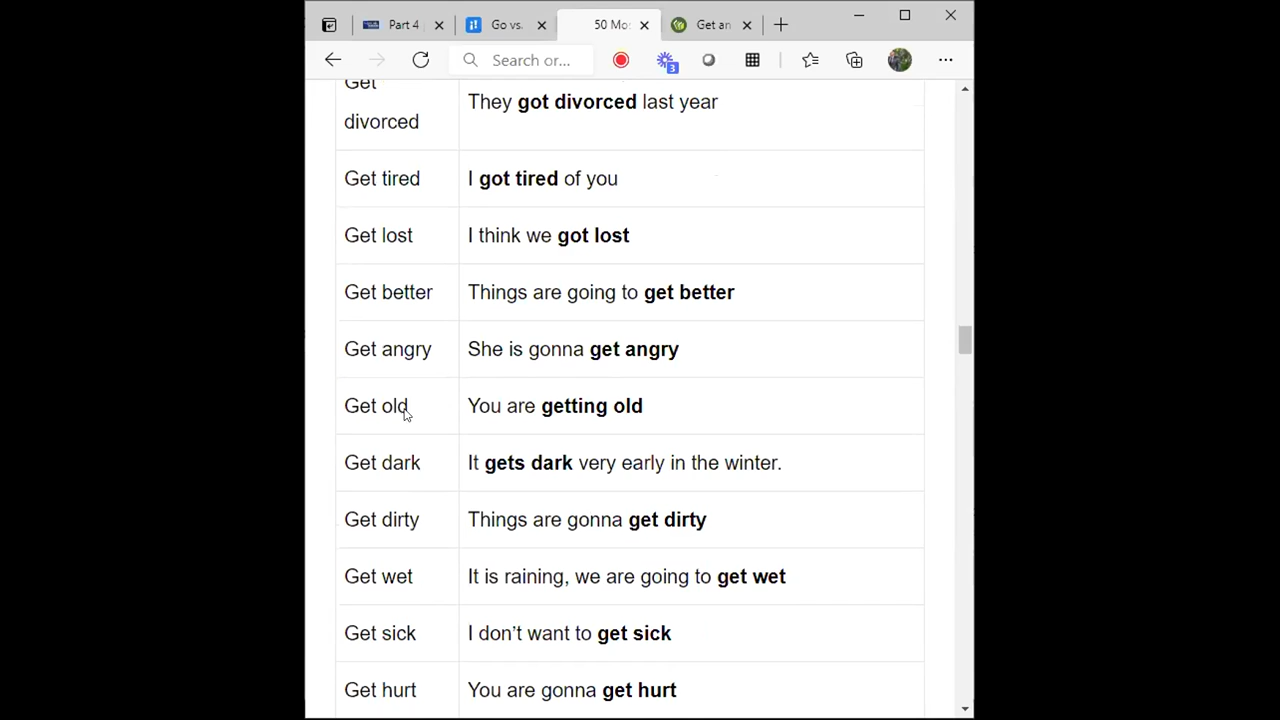 Part 4
Go vs.
50 Mo
Get an
Search or...
3
Get
divorced
They got divorced last year
Get tired
I got tired of you
Get lost
I think we got lost
Get better
Things are going to get better
Get angry
She is gonna get angry
Get old
You are getting old
Get dark
It gets dark very early in the winter.
Get dirty
Things are gonna get dirty
Get wet
It is raining, we are going to get wet
Get sick
I don’t want to get sick
Get hurt
You are gonna get hurt